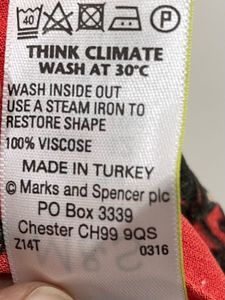 40 P
THINK CLIMATE
WASH AT 30°C
WASH INSIDE OUT
USE A STEAM IRON TO
RESTORE SHAPE
100% VISCOSE
MADE IN TURKEY
© Marks and Spencer plc
PO Box 3339
Chester CH99 9QS
Z14T 0316